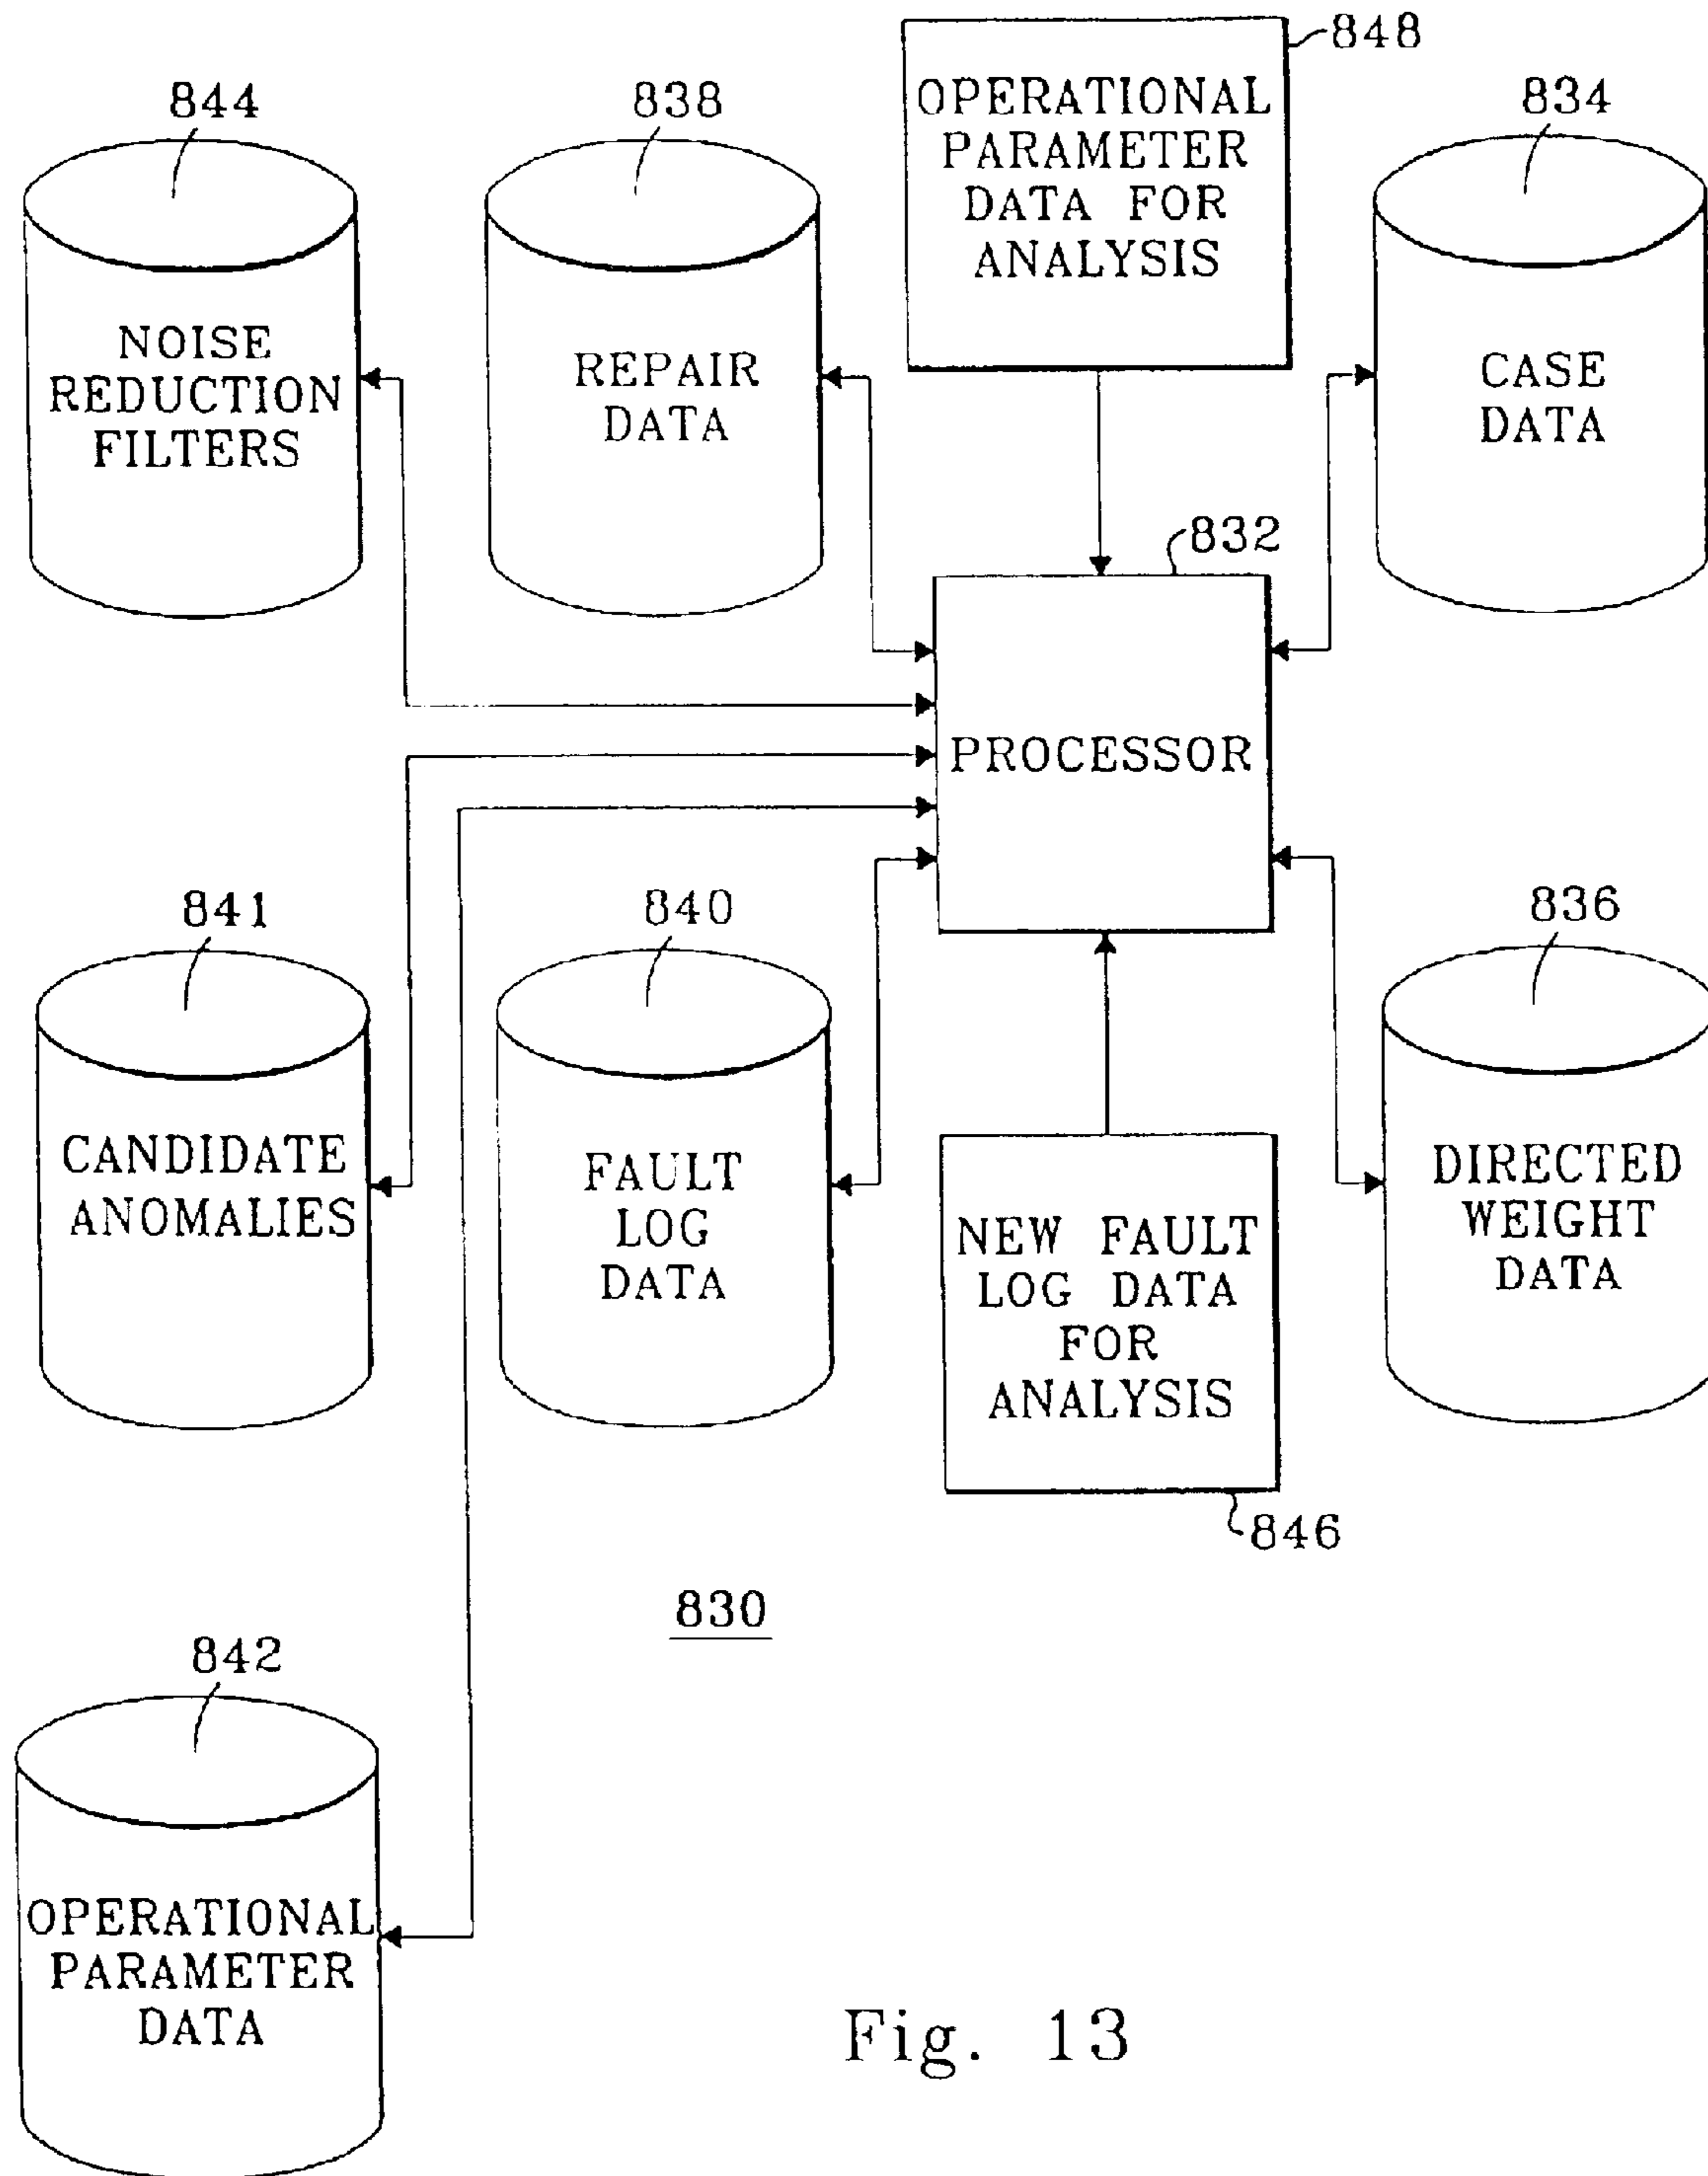 848
OPERATIONAL
PARAMETER
DATA FOR
ANALYSIS
844
NOISE
REDUCTION
FILTERS
838
REPAIR
DATA
834
CASE
DATA
832
PROCESSOR
841
CANDIDATE
ANOMALIES
840
FAULT
LOG
DATA
NEW FAULT
LOG DATA
FOR
ANALYSIS
846
836
DIRECTED
WEIGHT
DATA
830
842
OPERATIONAL
PARAMETER
DATA
Fig. 13